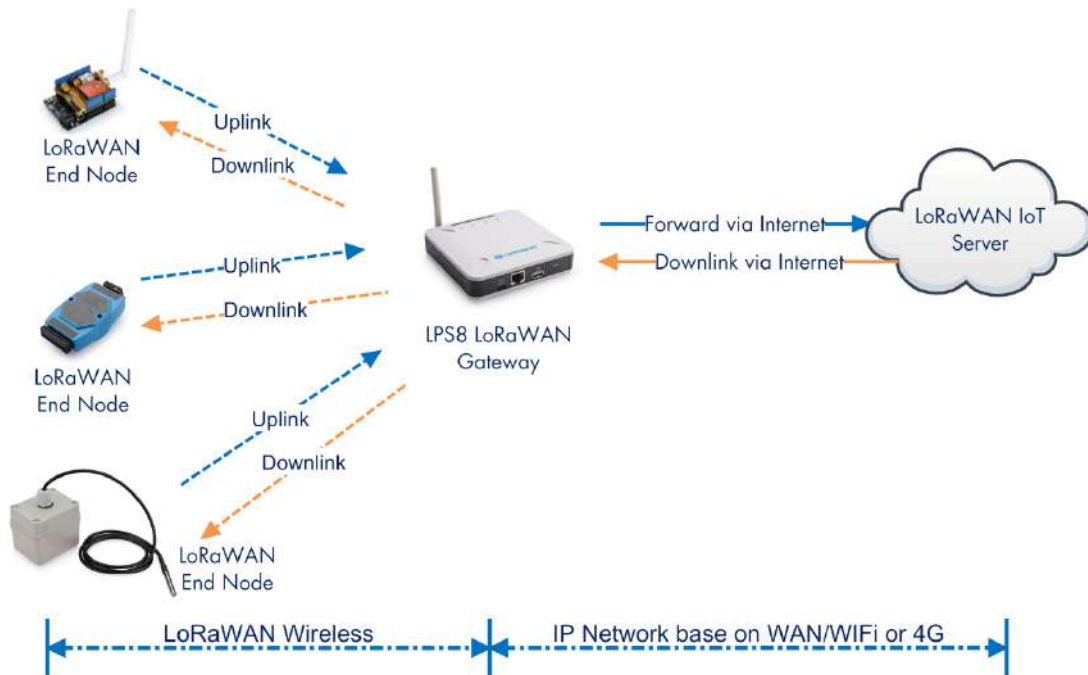 Uplink
Downlink
LoRaWAN
End Node
Uplink
Downlink
LoRaWAN
End Node
Uplink
Downlink
LoRaWAN
End Node
LPS8 LoRaWAN
Gateway
Forward via Internet
Downlink via Internet
LoRaWAN IoT
Server
LoRaWAN Wireless
IP Network base on WAN/WIFi or 4G